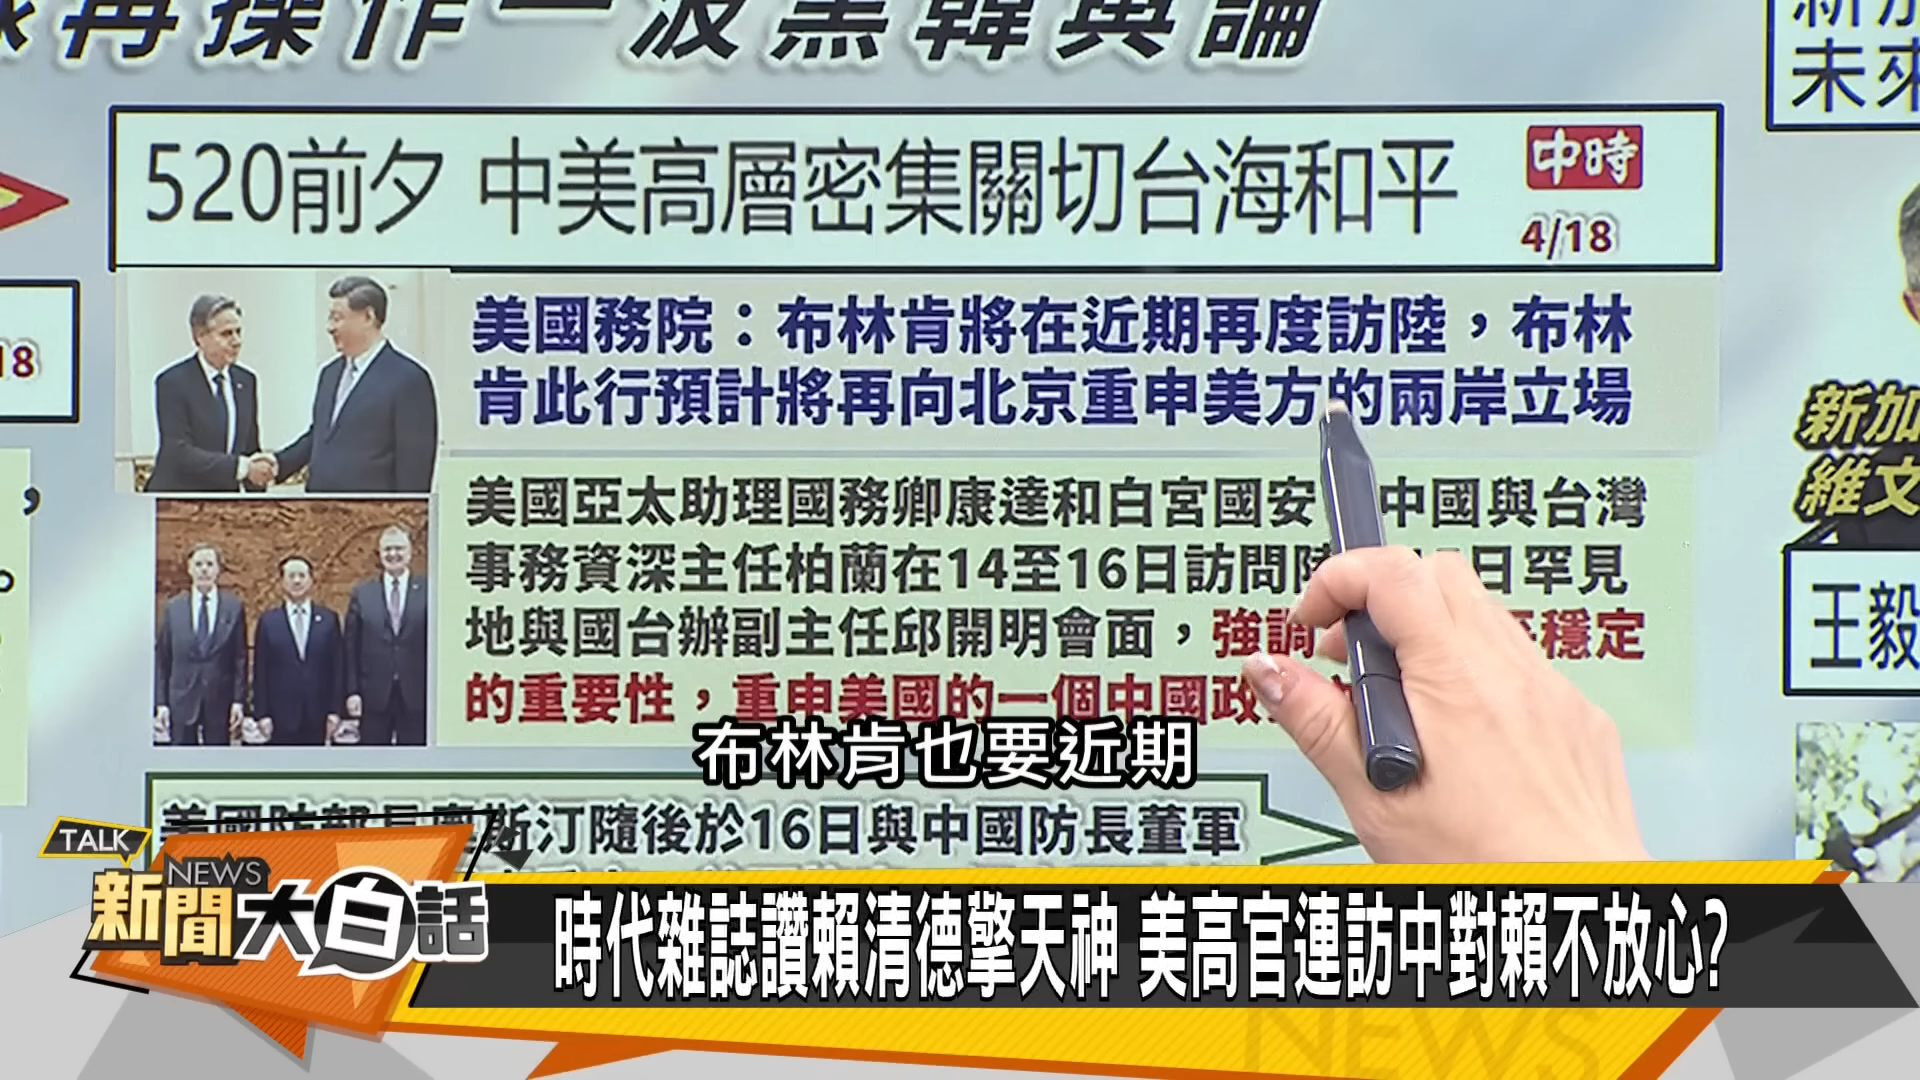 再操作一波黑韓輿論
520前夕 中美高層密集關切台海和平
中時
4/18
美國務院：布林肯將在近期再度訪陸，布林
肯此行預計將再向北京重申美方的兩岸立場
美國亞太助理國務卿康達和白宮國安 中國與台灣
事務資深主任柏蘭在14至16日訪問 日罕見
地與國台辦副主任邱開明會面，強調 穩定
的重要性，重申美國的一個中國政
布林肯也要近期
汀隨後於16日與中國防長董軍
18
，
。
未來
新加
維文
王毅
TALK
NEWS
新聞大白話
時代雜誌讚賴清德擎天神 美高官連訪中對賴不放心?
NEWS